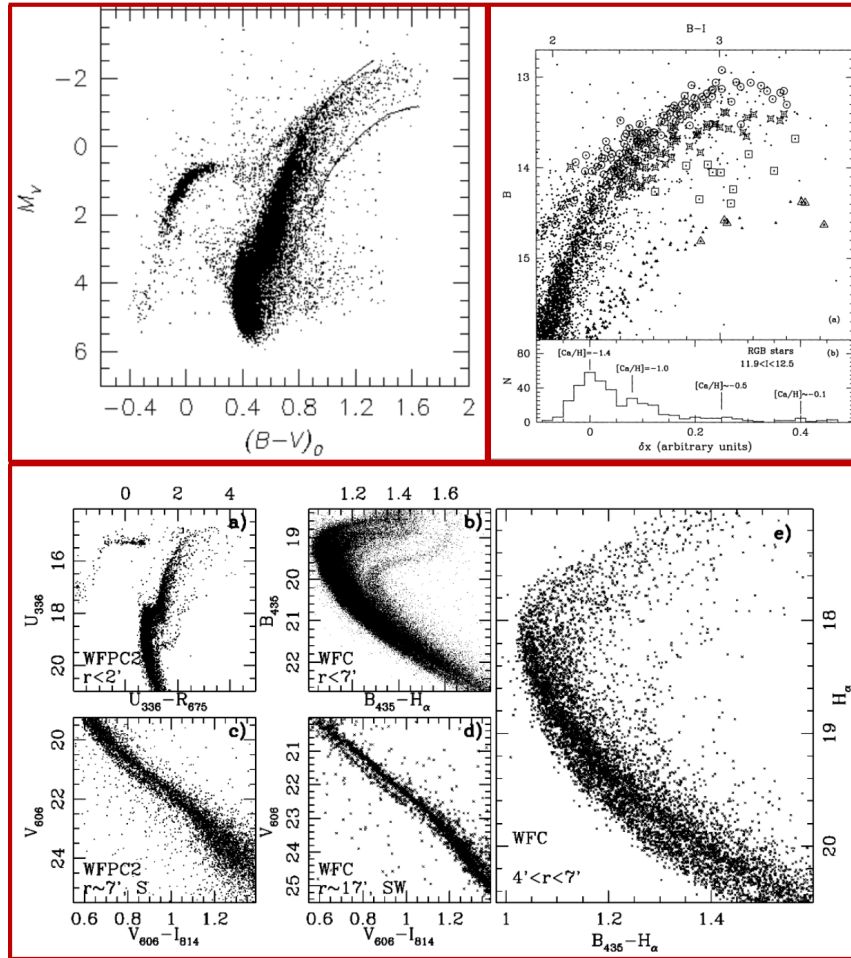 -2
0
2
4
6
M_V
-0.4 0 0.4 0.8 1.2 1.6 2
(B-V)_0
B-I
2 3
13.0
14.0
15.0
B
(a)
[Ca/H]=-1.4
[Ca/H]=-1.0
[Ca/H]~-0.5
[Ca/H]~-0.1
RGB stars
11.9<I<12.5
(b)
80
40
0
N
0 0.2 0.4
δx (arbitrary units)
0 2 4
a)
16
18
20
U_336
WFPC2
r<2'
U_336-R_675
1.2 1.4 1.6
b)
19
20
21
22
B_435
WFC
r<7'
B_435-H_α
c)
20
22
24
V_606
WFPC2
r~7' S
0.6 0.8 1 1.2
V_606-I_814
d)
21
22
23
24
25
V_606
WFC
r~17' SW
0.6 0.8 1 1.2
V_606-I_814
e)
18
19
20
H_α
WFC
4'<r<7'
1 1.2 1.4
B_435-H_α